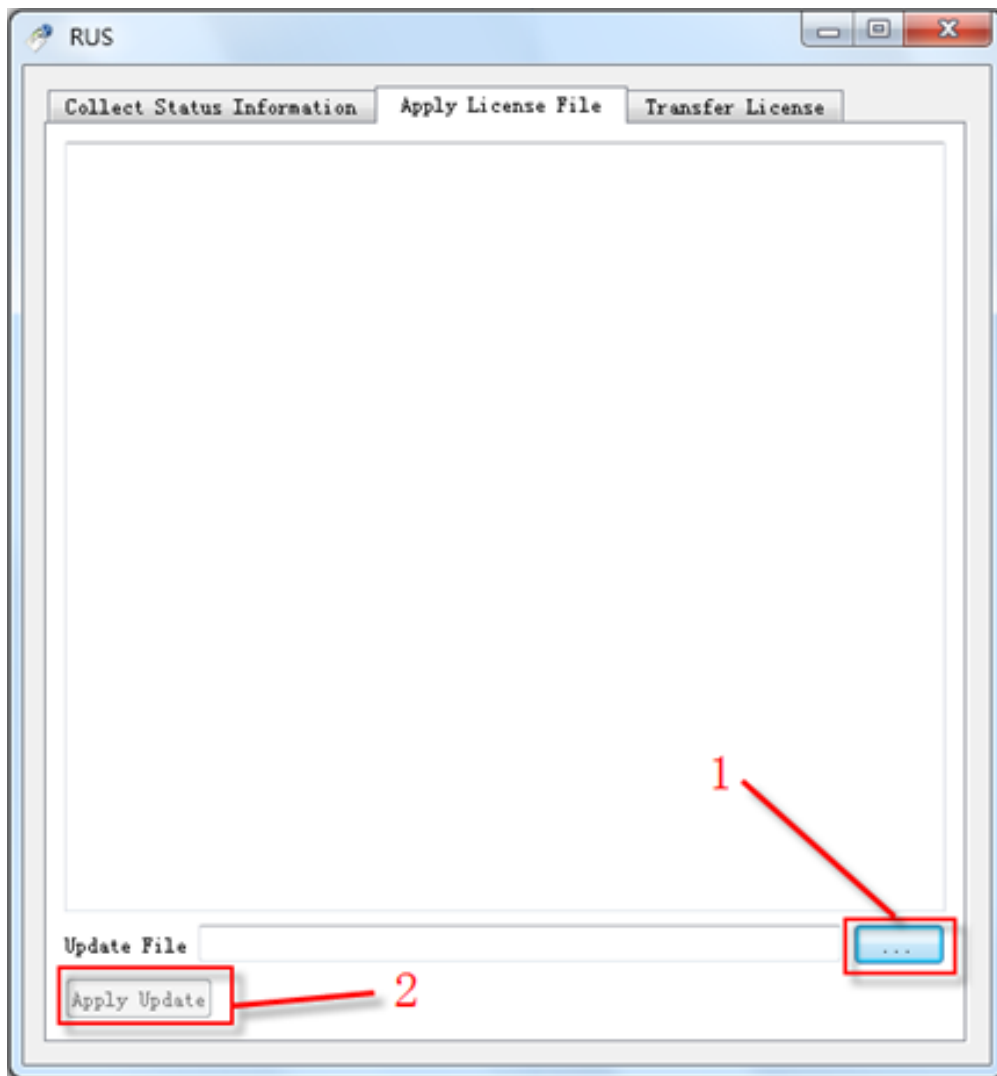 RUS
Collect Status Information Apply License File Transfer License
1
Update File ...
Apply Update 2